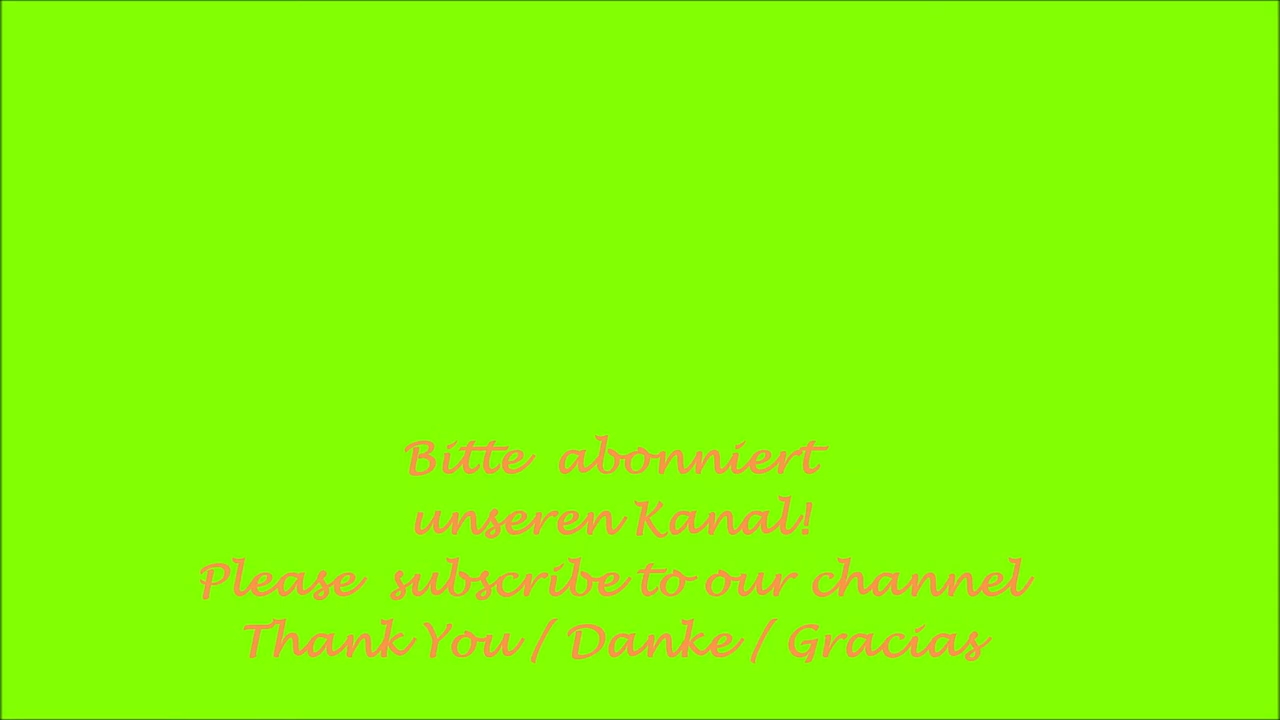 Bitte abonniert
unseren Kanal!
Please subscribe to our channel
Thank You / Danke / Gracias